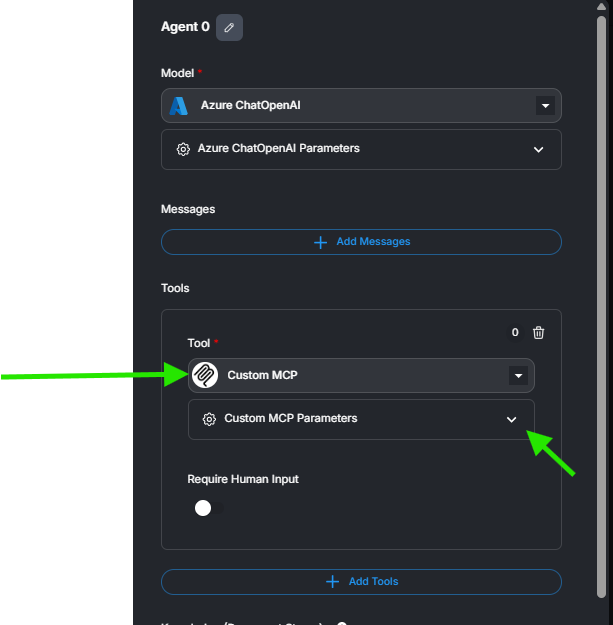 Agent 0
Model *
Azure ChatOpenAI
Azure ChatOpenAI Parameters
Messages
Add Messages
Tools
0
Tool *
Custom MCP
Custom MCP Parameters
Require Human Input
Add Tools